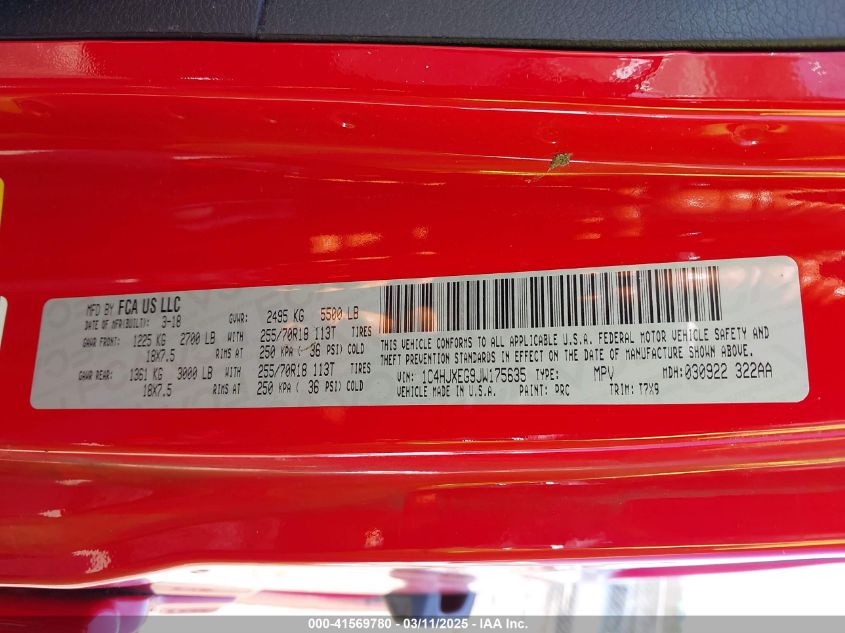 MFD BY FCA US LLC
DATE OF MFR(BUILT): 3-18 GVWR: 2495 KG 5500 LB
GAWR FRONT: 1225 KG 2700 LB WITH 255/70R18 113T TIRES
18X7.5 RIMS AT 250 KPA ( 36 PSI) COLD
GAWR REAR: 1361 KG 3000 LB WITH 255/70R18 113T TIRES
18X7.5 RIMS AT 250 KPA ( 36 PSI) COLD
THIS VEHICLE CONFORMS TO ALL APPLICABLE U.S.A. FEDERAL MOTOR VEHICLE SAFETY AND
THEFT PREVENTION STANDARDS IN EFFECT ON THE DATE OF MANUFACTURE SHOWN ABOVE.
VIN: 1C4HJXEG9JW175635 TYPE: MPV MDH: 030922 322AA
VEHICLE MADE IN U.S.A. PAINT: PRC TRIM: T7X9
000-41569780 - 03/11/2025 - IAA Inc.